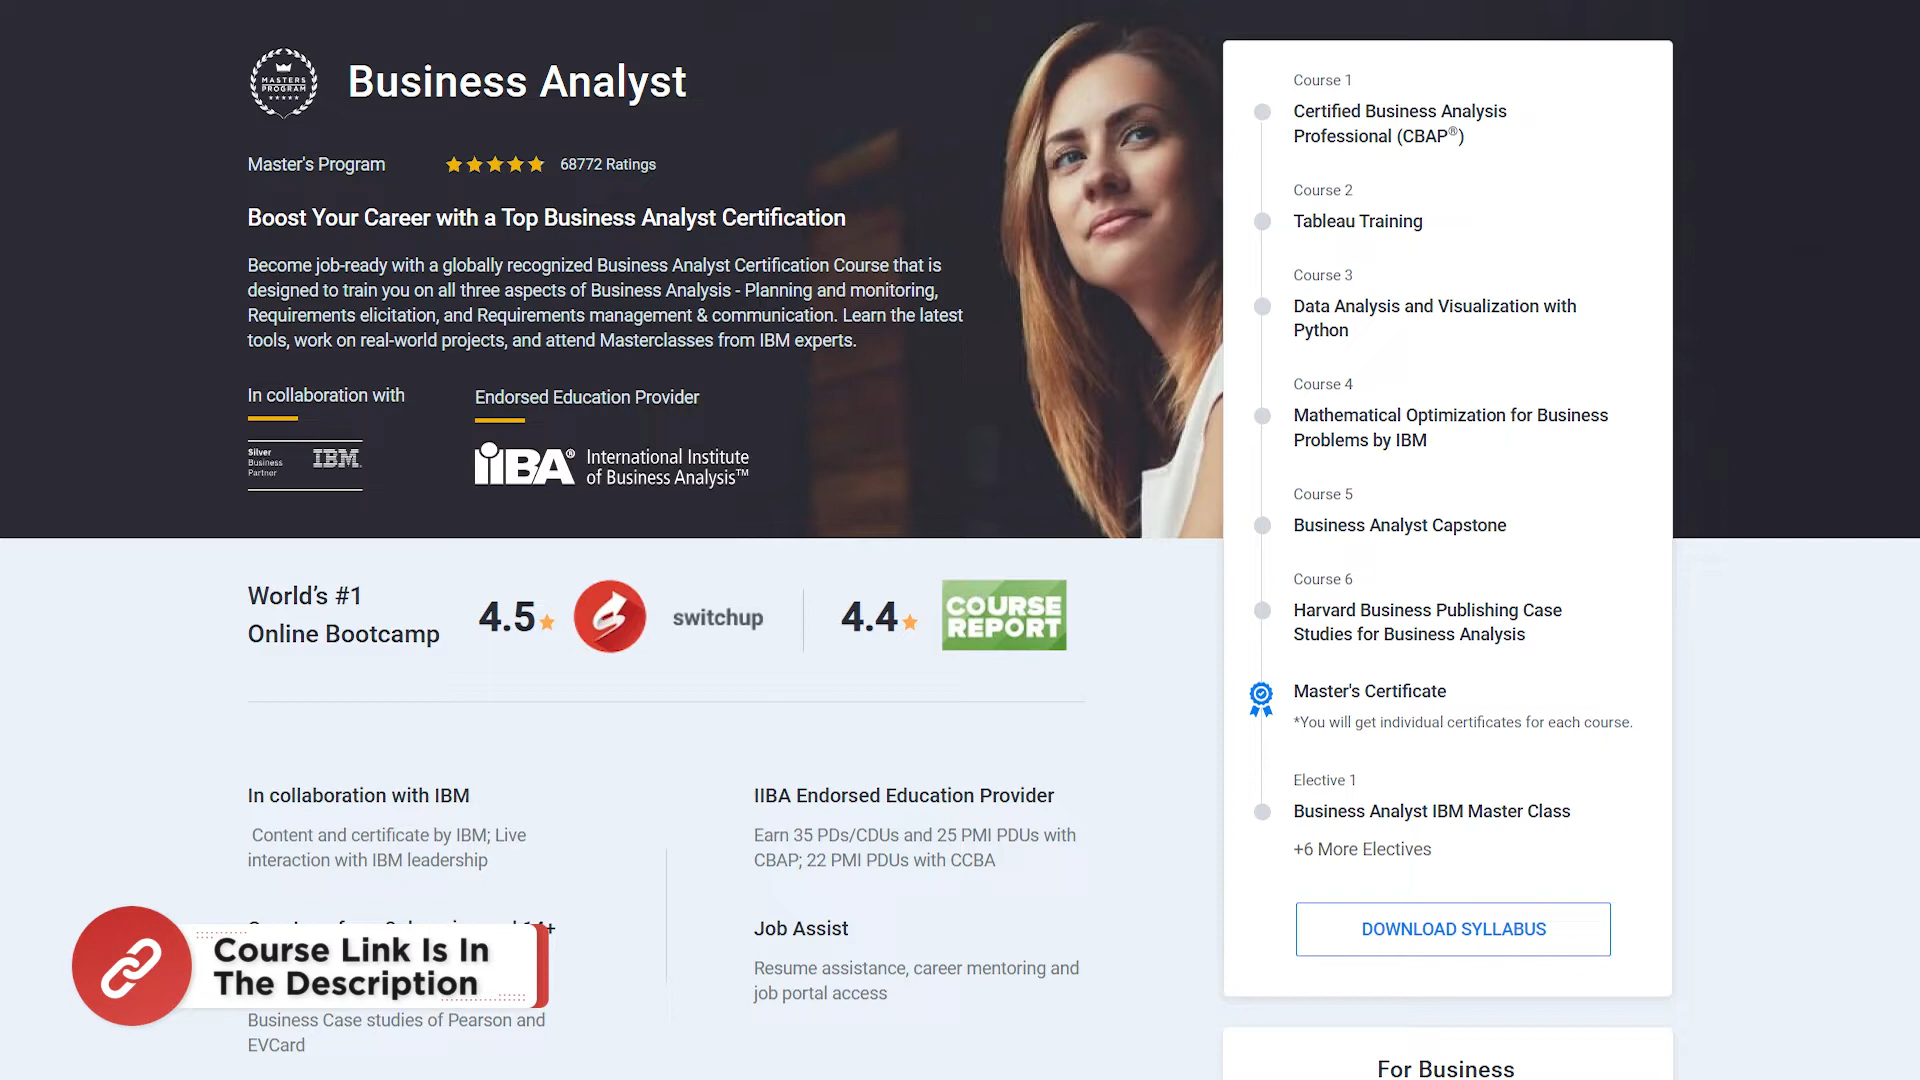 MASTERS
PROGRAM
Business Analyst
Master's Program
68772 Ratings
Boost Your Career with a Top Business Analyst Certification
Become job-ready with a globally recognized Business Analyst Certification Course that is
designed to train you on all three aspects of Business Analysis - Planning and monitoring,
Requirements elicitation, and Requirements management & communication. Learn the latest
tools, work on real-world projects, and attend Masterclasses from IBM experts.
In collaboration with
Endorsed Education Provider
Silver
Business
Partner
IBM.
IIBA® International Institute
of Business Analysis™
World's #1
Online Bootcamp
4.5
switchup
4.4
COURSE
REPORT
In collaboration with IBM
Content and certificate by IBM; Live
interaction with IBM leadership
IIBA Endorsed Education Provider
Earn 35 PDs/CDUs and 25 PMI PDUs with
CBAP; 22 PMI PDUs with CCBA
Course Link Is In
The Description
Business Case studies of Pearson and
EVCard
Job Assist
Resume assistance, career mentoring and
job portal access
Course 1
Certified Business Analysis
Professional (CBAP®)
Course 2
Tableau Training
Course 3
Data Analysis and Visualization with
Python
Course 4
Mathematical Optimization for Business
Problems by IBM
Course 5
Business Analyst Capstone
Course 6
Harvard Business Publishing Case
Studies for Business Analysis
Master's Certificate
*You will get individual certificates for each course.
Elective 1
Business Analyst IBM Master Class
+6 More Electives
DOWNLOAD SYLLABUS
For Business